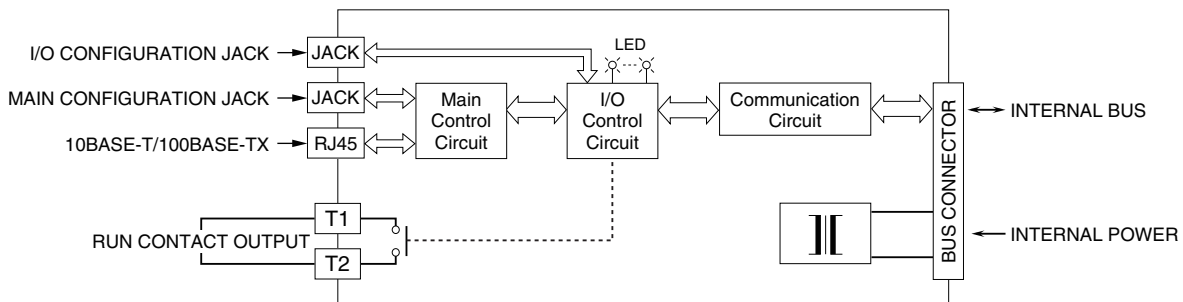 I/O CONFIGURATION JACK
JACK
LED
MAIN CONFIGURATION JACK
JACK
Main
Control
Circuit
I/O
Control
Circuit
Communication
Circuit
BUS CONNECTOR
INTERNAL BUS
10BASE-T/100BASE-TX
RJ45
T1
RUN CONTACT OUTPUT
T2
INTERNAL POWER